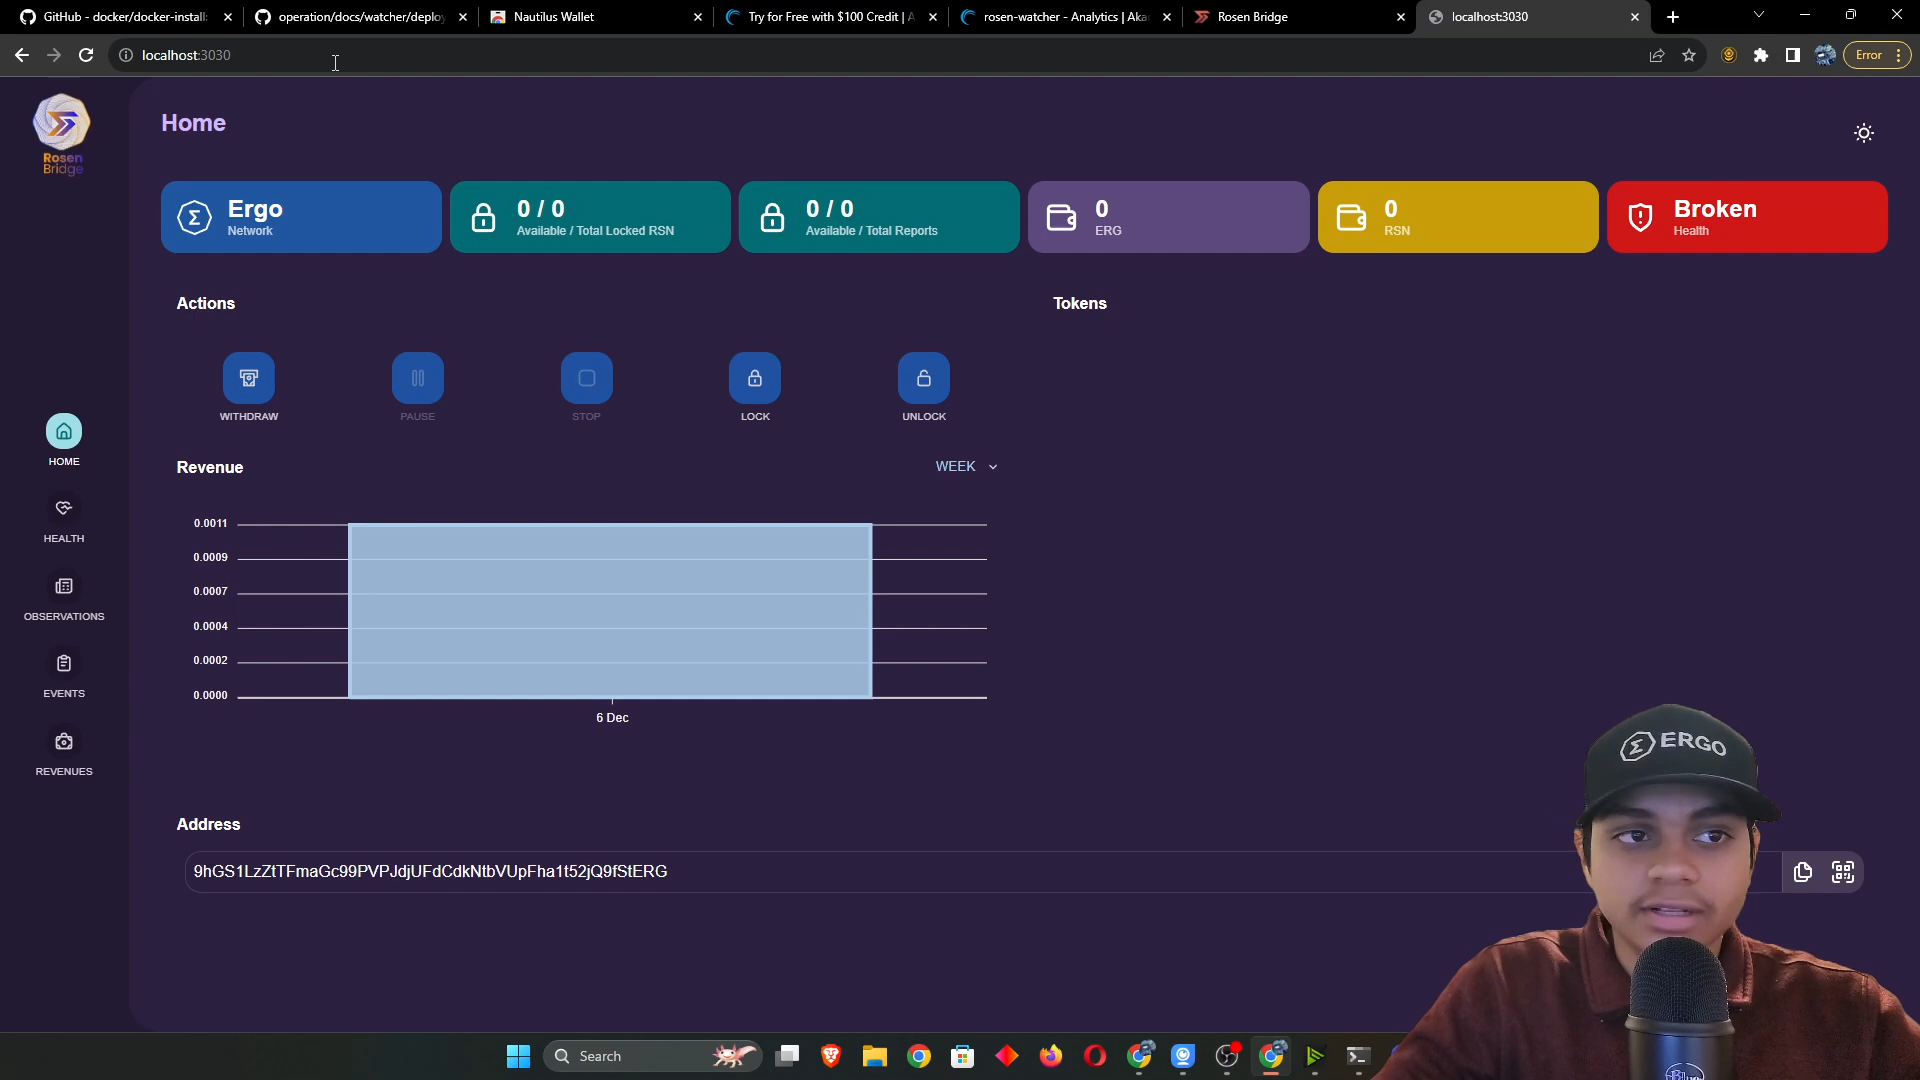 GitHub - docker/docker-install:
operation/docs/watcher/deploy
Nautilus Wallet
Try for Free with $100 Credit | A
rosen-watcher - Analytics | Aka
Rosen Bridge
localhost:3030
localhost:3030
Error
Rosen
Bridge
Home
Ergo
Network
0 / 0
Available / Total Locked RSN
0 / 0
Available / Total Reports
0
ERG
0
RSN
Broken
Health
Actions
Tokens
WITHDRAW
PAUSE
STOP
LOCK
UNLOCK
HOME
HEALTH
OBSERVATIONS
EVENTS
REVENUES
Revenue
WEEK
0.0011
0.0009
0.0007
0.0004
0.0002
0.0000
6 Dec
Address
9hGS1LzZtTFmaGc99PVPJdjUFdCdkNtbVUpFha1t52jQ9fStERG
ERGO
Search
Blue